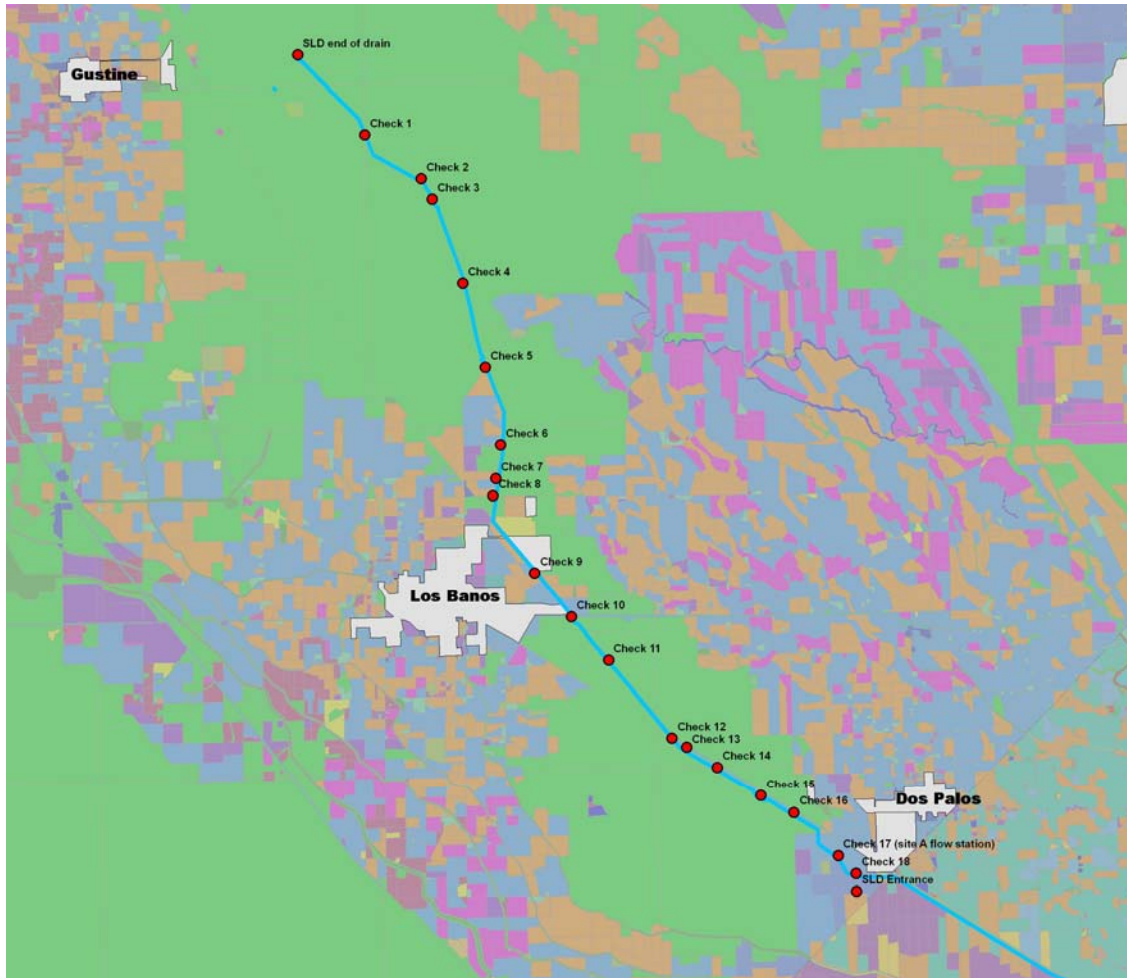 SLD end of drain
Gustine
Check 1
Check 2
Check 3
Check 4
Check 5
Check 6
Check 7
Check 8
Check 9
Los Banos
Check 10
Check 11
Check 12
Check 13
Check 14
Check 15
Check 16
Dos Palos
Check 17 (site A flow station)
Check 18
SLD Entrance